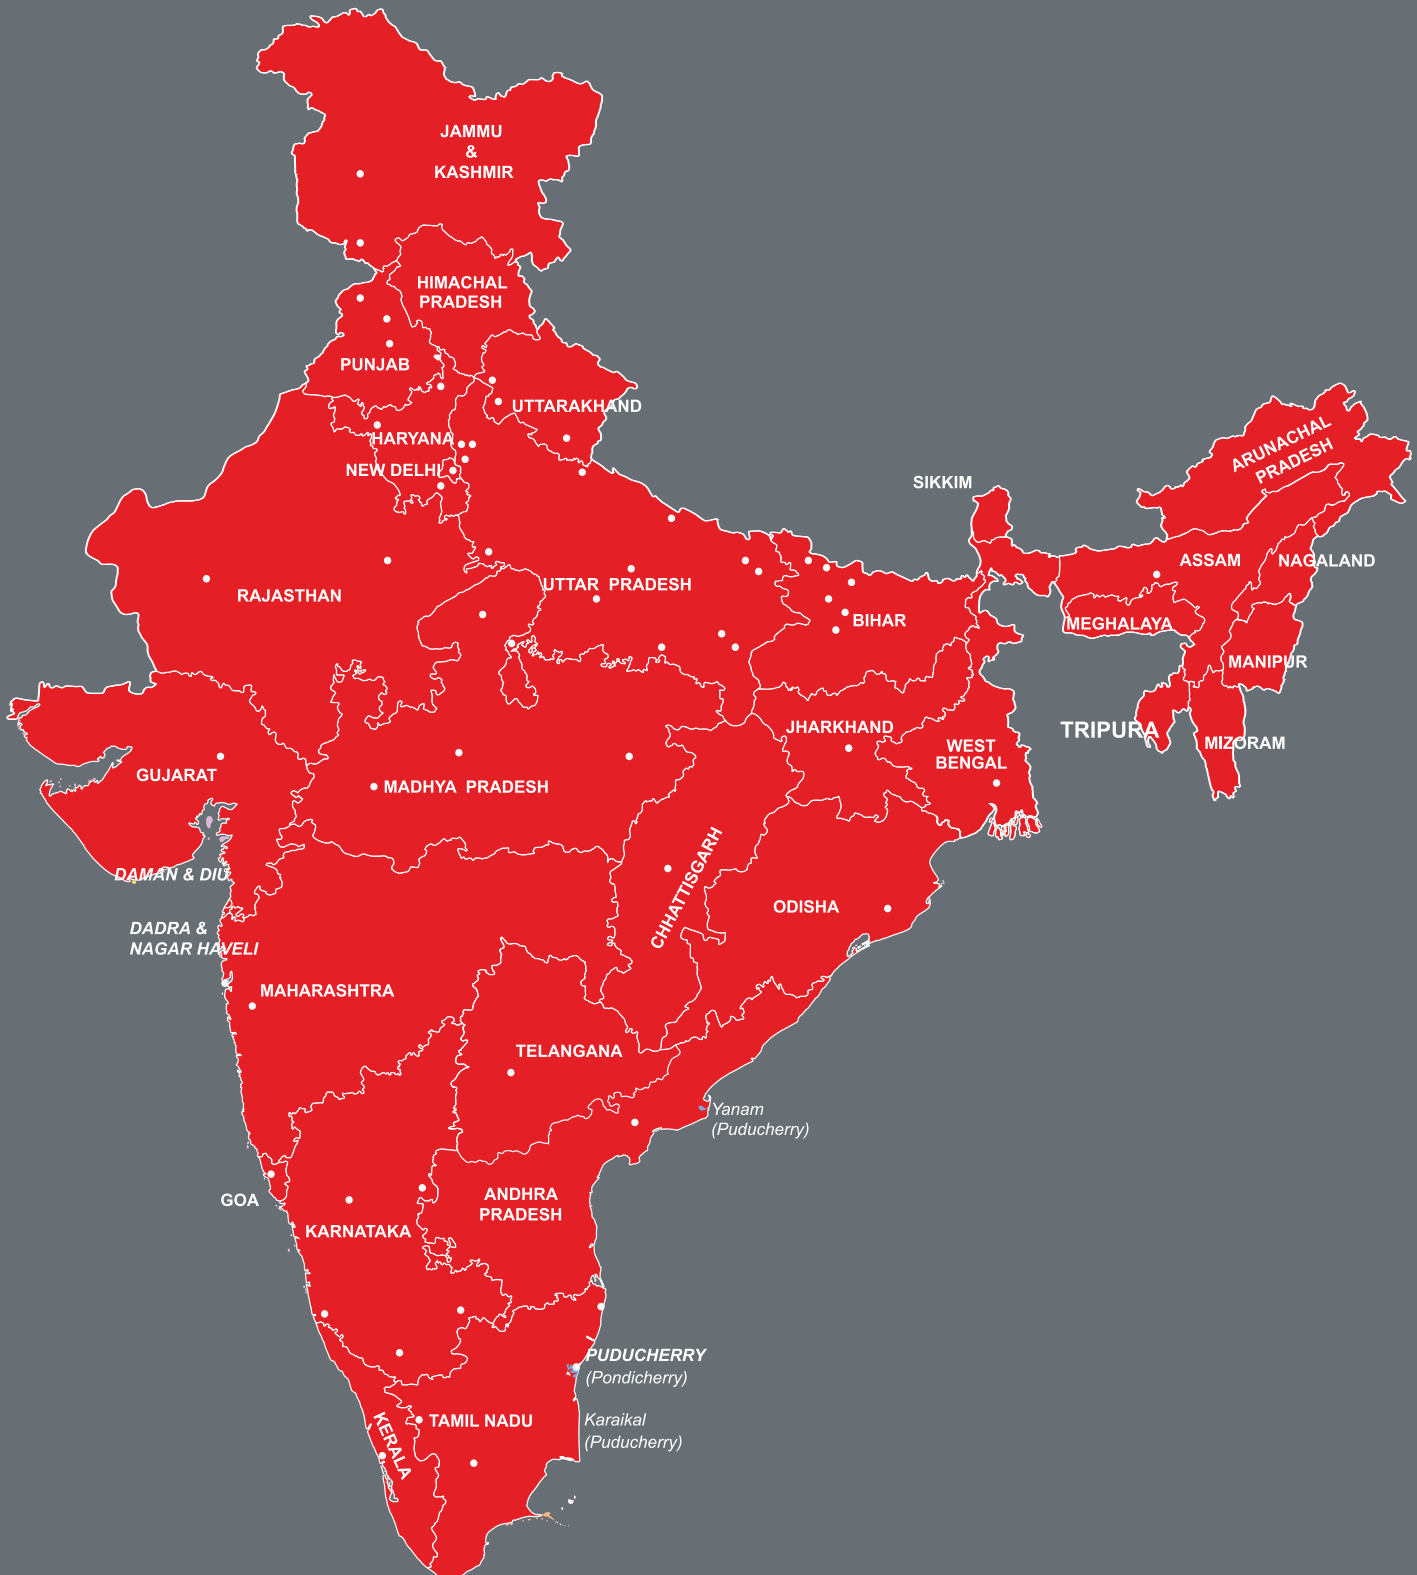 JAMMU
&
KASHMIR
HIMACHAL
PRADESH
PUNJAB
UTTARAKHAND
HARYANA
NEW DELHI
ARUNACHAL
PRADESH
SIKKIM
ASSAM
NAGALAND
UTTAR PRADESH
RAJASTHAN
BIHAR
MEGHALAYA
MANIPUR
JHARKHAND
TRIPURA
MIZORAM
WEST
BENGAL
GUJARAT
MADHYA PRADESH
CHHATTISGARH
DAMAN & DIU
ODISHA
DADRA &
NAGAR HAVELI
MAHARASHTRA
TELANGANA
Yanam
(Puducherry)
GOA
ANDHRA
PRADESH
KARNATAKA
PUDUCHERRY
(Pondicherry)
KERALA
TAMIL NADU
Karaikal
(Puducherry)